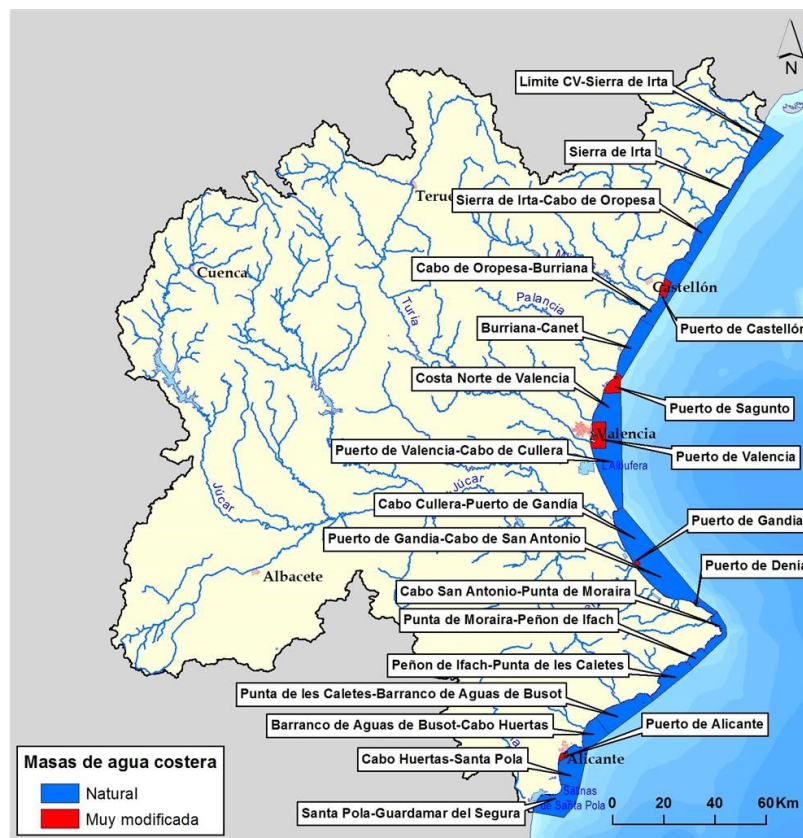 N
Límite CV-Sierra de Irta
Sierra de Irta
Teruel
Sierra de Irta-Cabo de Oropesa
Cuenca
Cabo de Oropesa-Burriana
Castellón
Palancia
Turia
Puerto de Castellón
Burriana-Canet
Costa Norte de Valencia
Puerto de Sagunto
Valencia
Puerto de Valencia-Cabo de Cullera
Puerto de Valencia
L'Albufera
Júcar
Júcar
Cabo Cullera-Puerto de Gandía
Puerto de Gandia
Puerto de Gandia-Cabo de San Antonio
Puerto de Denia
Albacete
Cabo San Antonio-Punta de Moraira
Punta de Moraira-Peñon de Ifach
Peñon de Ifach-Punta de les Caletes
Punta de les Caletes-Barranco de Aguas de Busot
Barranco de Aguas de Busot-Cabo Huertas
Puerto de Alicante
Cabo Huertas-Santa Pola
Alicante
Salinas
de Santa Pola
Santa Pola-Guardamar del Segura
Masas de agua costera
Natural
Muy modificada
0 20 40 60 Km